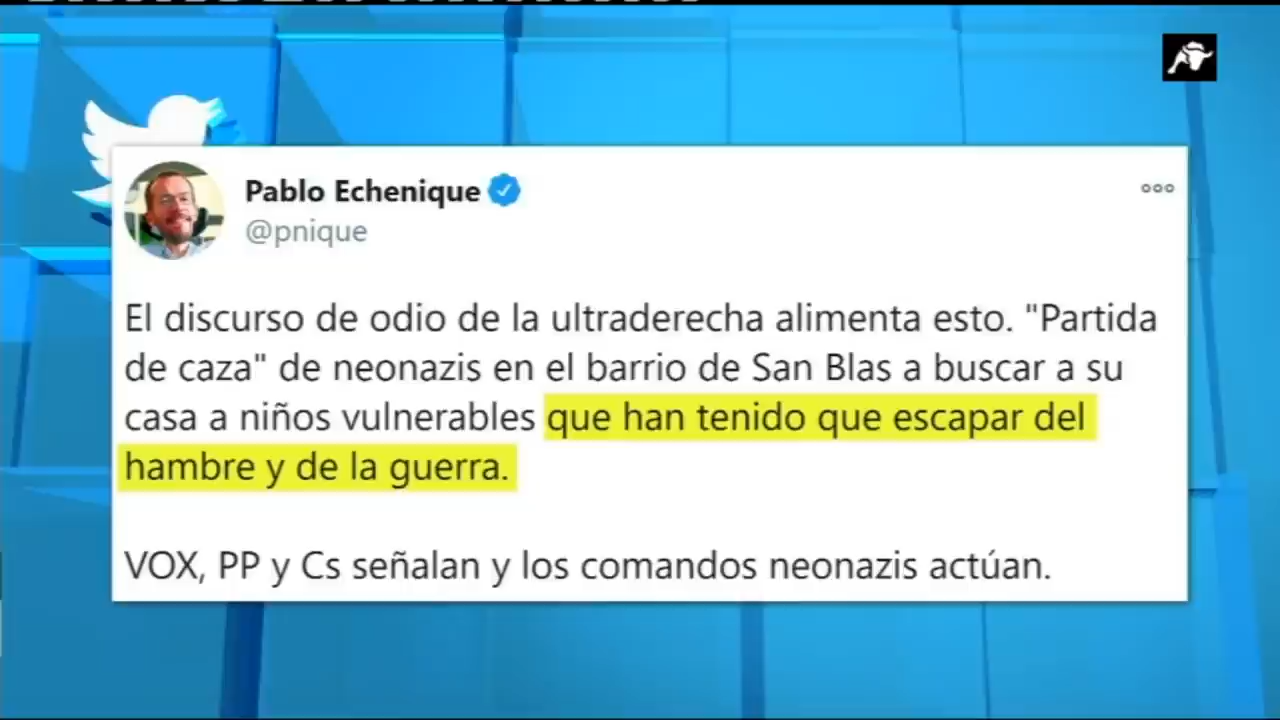 Pablo Echenique
@pnique
El discurso de odio de la ultraderecha alimenta esto. "Partida
de caza" de neonazis en el barrio de San Blas a buscar a su
casa a niños vulnerables que han tenido que escapar del
hambre y de la guerra.
VOX, PP y Cs señalan y los comandos neonazis actúan.